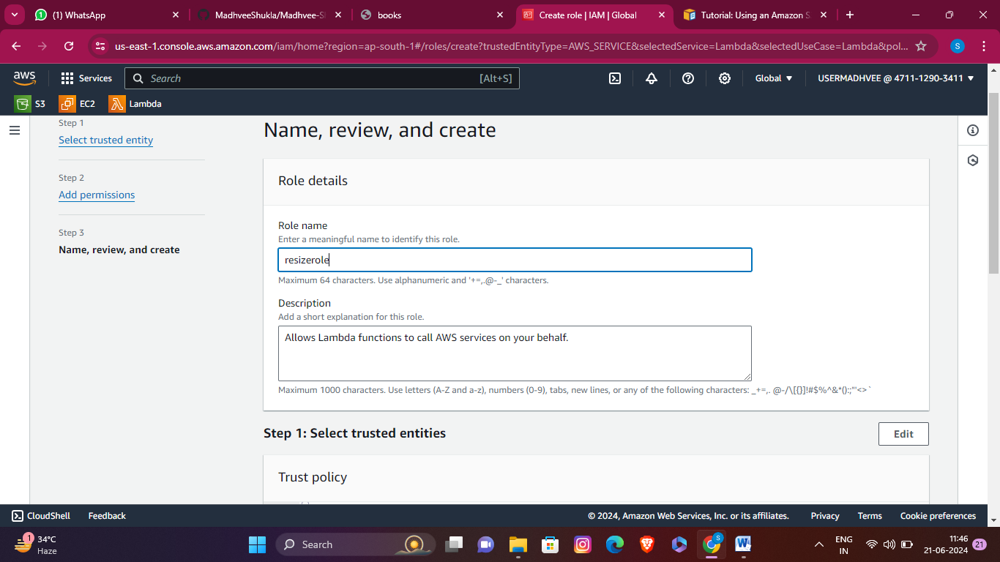 (1) WhatsApp
MadhveeShukla/Madhvee-S
books
Create role | IAM | Global
Tutorial: Using an Amazon S
us-east-1.console.aws.amazon.com/iam/home?region=ap-south-1#/roles/create?trustedEntityType=AWS_SERVICE&selectedService=Lambda&selectedUseCase=Lambda&pol...
S
aws
Services
Search
[Alt+S]
Global
USERMADHVEE @ 4711-1290-3411
S3
EC2
Lambda
Step 1
Select trusted entity
Step 2
Add permissions
Step 3
Name, review, and create
Name, review, and create
Role details
Role name
Enter a meaningful name to identify this role.
resizerole
Maximum 64 characters. Use alphanumeric and '+=,.@-_' characters.
Description
Add a short explanation for this role.
Allows Lambda functions to call AWS services on your behalf.
Maximum 1000 characters. Use letters (A-Z and a-z), numbers (0-9), tabs, new lines, or any of the following characters: _+=,. @-/\[{}]!#$%^&*():;"'<>`
Step 1: Select trusted entities
Edit
Trust policy
CloudShell
Feedback
© 2024, Amazon Web Services, Inc. or its affiliates.
Privacy
Terms
Cookie preferences
1
34°C
Haze
Search
S
W
ENG
IN
11:46
21-06-2024
21